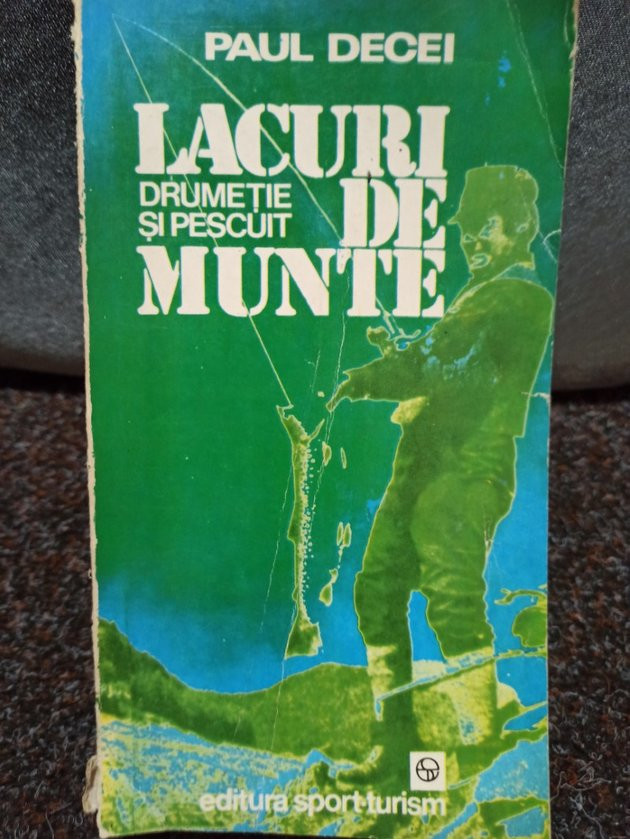 PAUL DECEI
LACURI
DRUMEȚIE
ȘI PESCUIT
DE
MUNTE
editura sport-turism